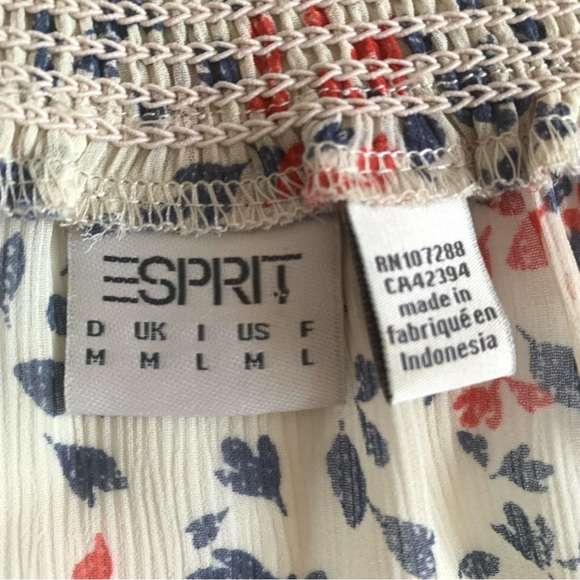 ESPRIT
D UK I US F
M M L M L
RN107288
CA42394
made in
fabriqué en
Indonesia